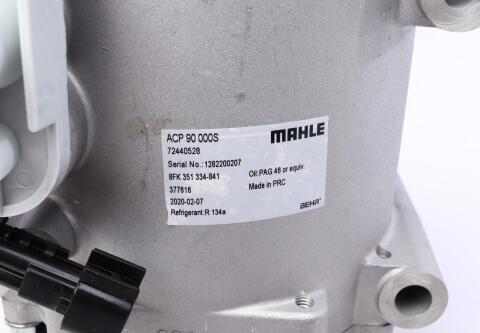 ACP 90 000S
MAHLE
72440528
Serial No.:1282200207
8FK 351 334-841
Oil:PAG 46 or equiv.
377616
Made in PRC
2020-02-07
Refrigerant:R 134a
BEHR